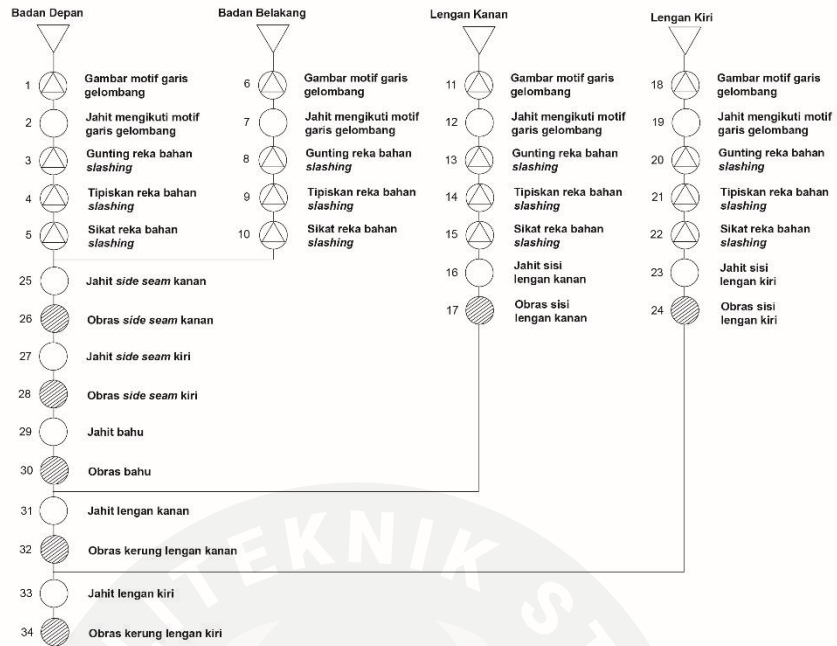 Badan Depan
1
Gambar motif garis
gelombang
2
Jahit mengikuti motif
garis gelombang
3
Gunting reka bahan
slashing
4
Tipiskan reka bahan
slashing
5
Sikat reka bahan
slashing
Badan Belakang
6
Gambar motif garis
gelombang
7
Jahit mengikuti motif
garis gelombang
8
Gunting reka bahan
slashing
9
Tipiskan reka bahan
slashing
10
Sikat reka bahan
slashing
Lengan Kanan
11
Gambar motif garis
gelombang
12
Jahit mengikuti motif
garis gelombang
13
Gunting reka bahan
slashing
14
Tipiskan reka bahan
slashing
15
Sikat reka bahan
slashing
16
Jahit sisi
lengan kanan
17
Obras sisi
lengan kanan
Lengan Kiri
18
Gambar motif garis
gelombang
19
Jahit mengikuti motif
garis gelombang
20
Gunting reka bahan
slashing
21
Tipiskan reka bahan
slashing
22
Sikat reka bahan
slashing
23
Jahit sisi
lengan kiri
24
Obras sisi
lengan kiri
25
Jahit side seam kanan
26
Obras side seam kanan
27
Jahit side seam kiri
28
Obras side seam kiri
29
Jahit bahu
30
Obras bahu
31
Jahit lengan kanan
32
Obras kerung lengan kanan
33
Jahit lengan kiri
34
Obras kerung lengan kiri